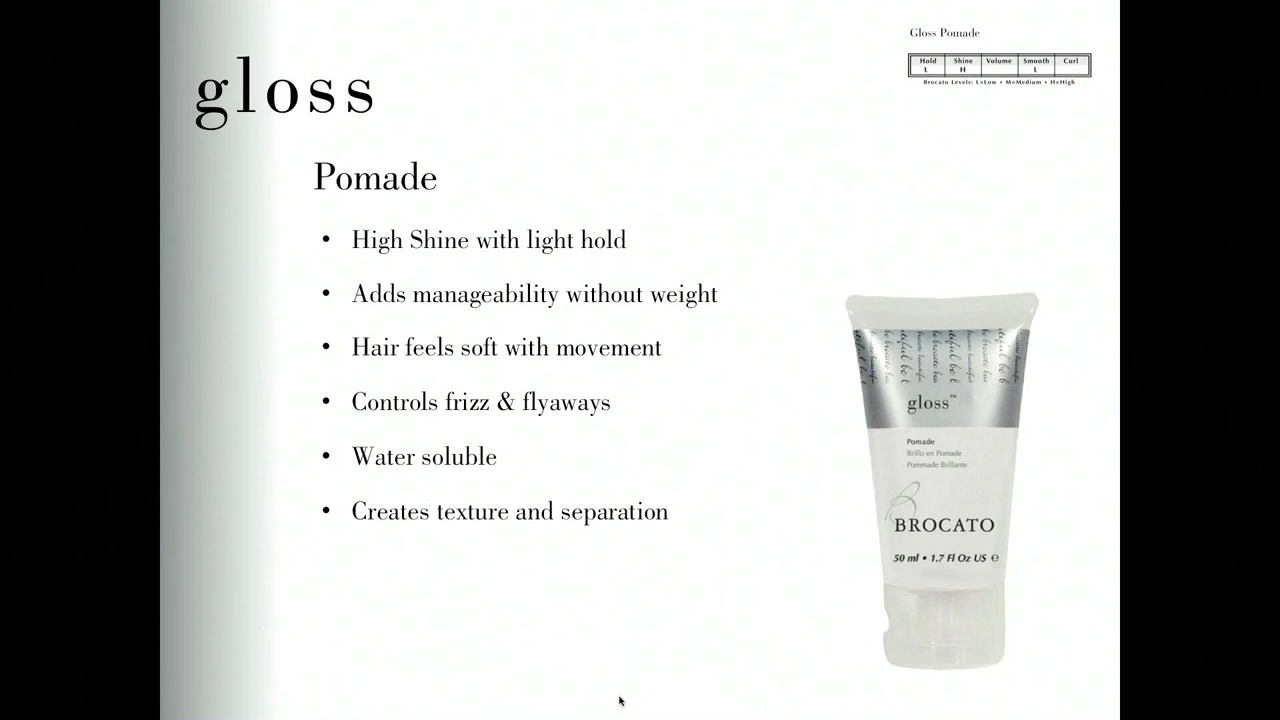 Gloss Pomade
gloss
Hold Shine Volume Smooth Curl
L H L
Brocato Levels: L=Low • M=Medium • H=High
Pomade
• High Shine with light hold
• Adds manageability without weight
• Hair feels soft with movement
• Controls frizz & flyaways
• Water soluble
• Creates texture and separation
gloss™
Pomade
Brillo en Pomade
Pommade Brillante
B
BROCATO
50 ml • 1.7 Fl Oz US ℮